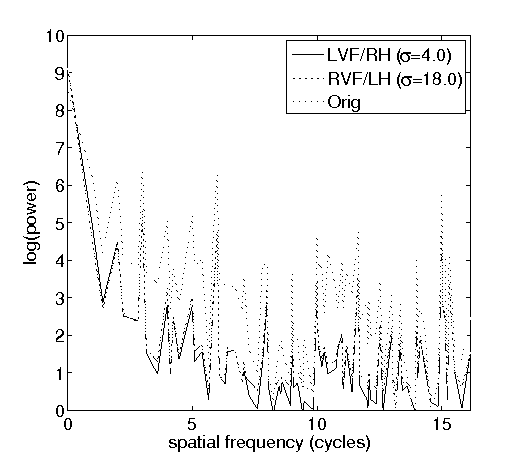 10
9
8
7
6
5
4
3
2
1
0
log(power)
LVF/RH (σ=4.0)
RVF/LH (σ=18.0)
Orig
0 5 10 15
spatial frequency (cycles)